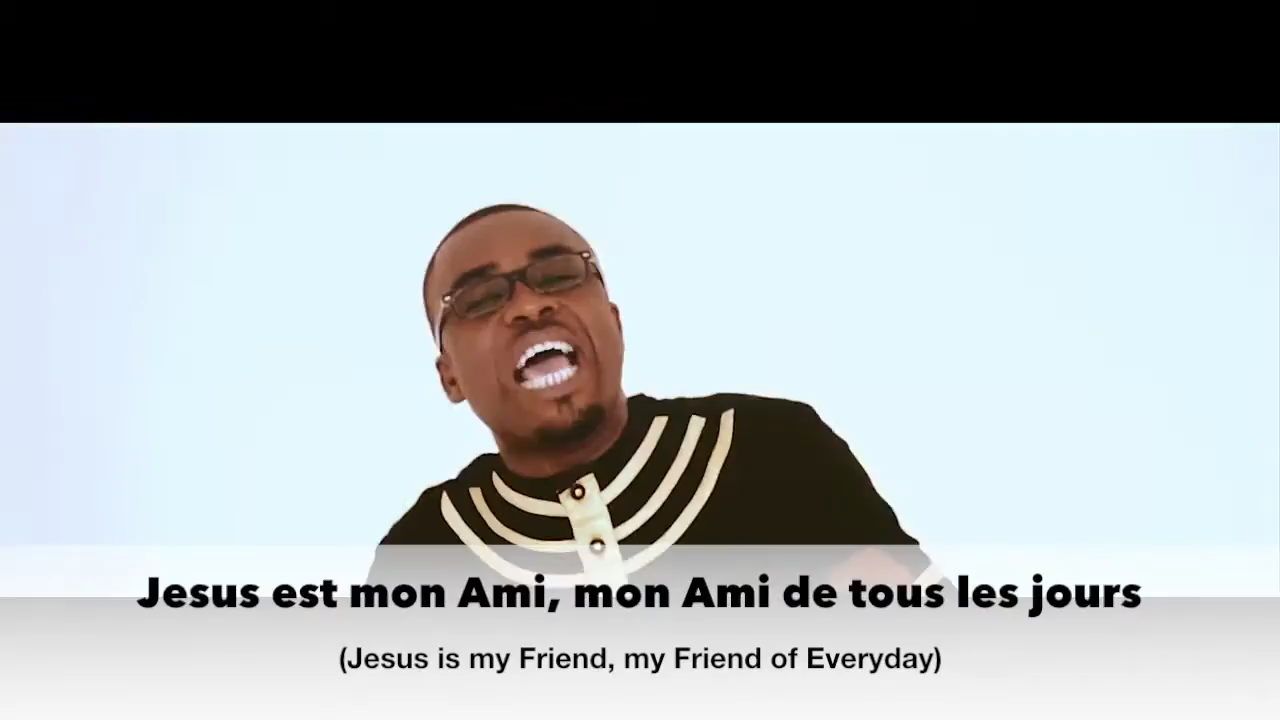 Jesus est mon Ami, mon Ami de tous les jours
(Jesus is my Friend, my Friend of Everyday)